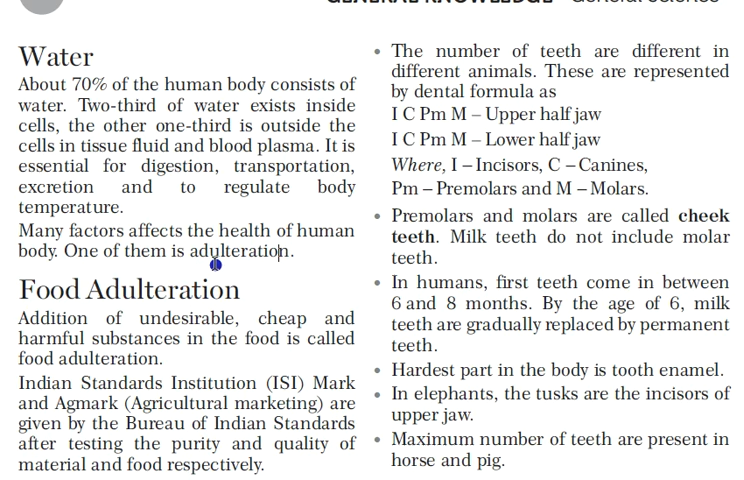 GENERAL KNOWLEDGE General Science
Water
About 70% of the human body consists of
water. Two-third of water exists inside
cells, the other one-third is outside the
cells in tissue fluid and blood plasma. It is
essential for digestion, transportation,
excretion and to regulate body
temperature.
Many factors affects the health of human
body. One of them is adulteration.
Food Adulteration
Addition of undesirable, cheap and
harmful substances in the food is called
food adulteration.
Indian Standards Institution (ISI) Mark
and Agmark (Agricultural marketing) are
given by the Bureau of Indian Standards
after testing the purity and quality of
material and food respectively.
• The number of teeth are different in
different animals. These are represented
by dental formula as
I C Pm M – Upper half jaw
I C Pm M – Lower half jaw
Where, I – Incisors, C – Canines,
Pm – Premolars and M – Molars.
• Premolars and molars are called cheek
teeth. Milk teeth do not include molar
teeth.
• In humans, first teeth come in between
6 and 8 months. By the age of 6, milk
teeth are gradually replaced by permanent
teeth.
• Hardest part in the body is tooth enamel.
• In elephants, the tusks are the incisors of
upper jaw.
• Maximum number of teeth are present in
horse and pig.